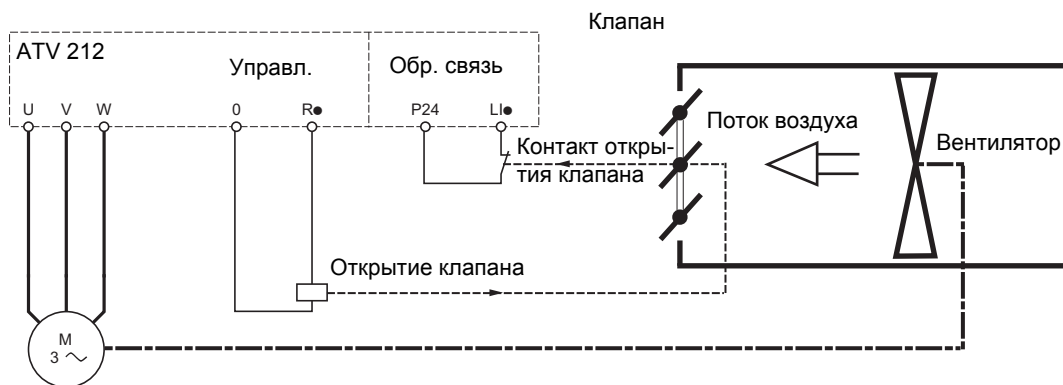 Клапан
ATV 212
Управл.
Обр. связь
U
V
W
0
R●
P24
LI●
Контакт откры-
тия клапана
Поток воздуха
Вентилятор
Открытие клапана
M
3